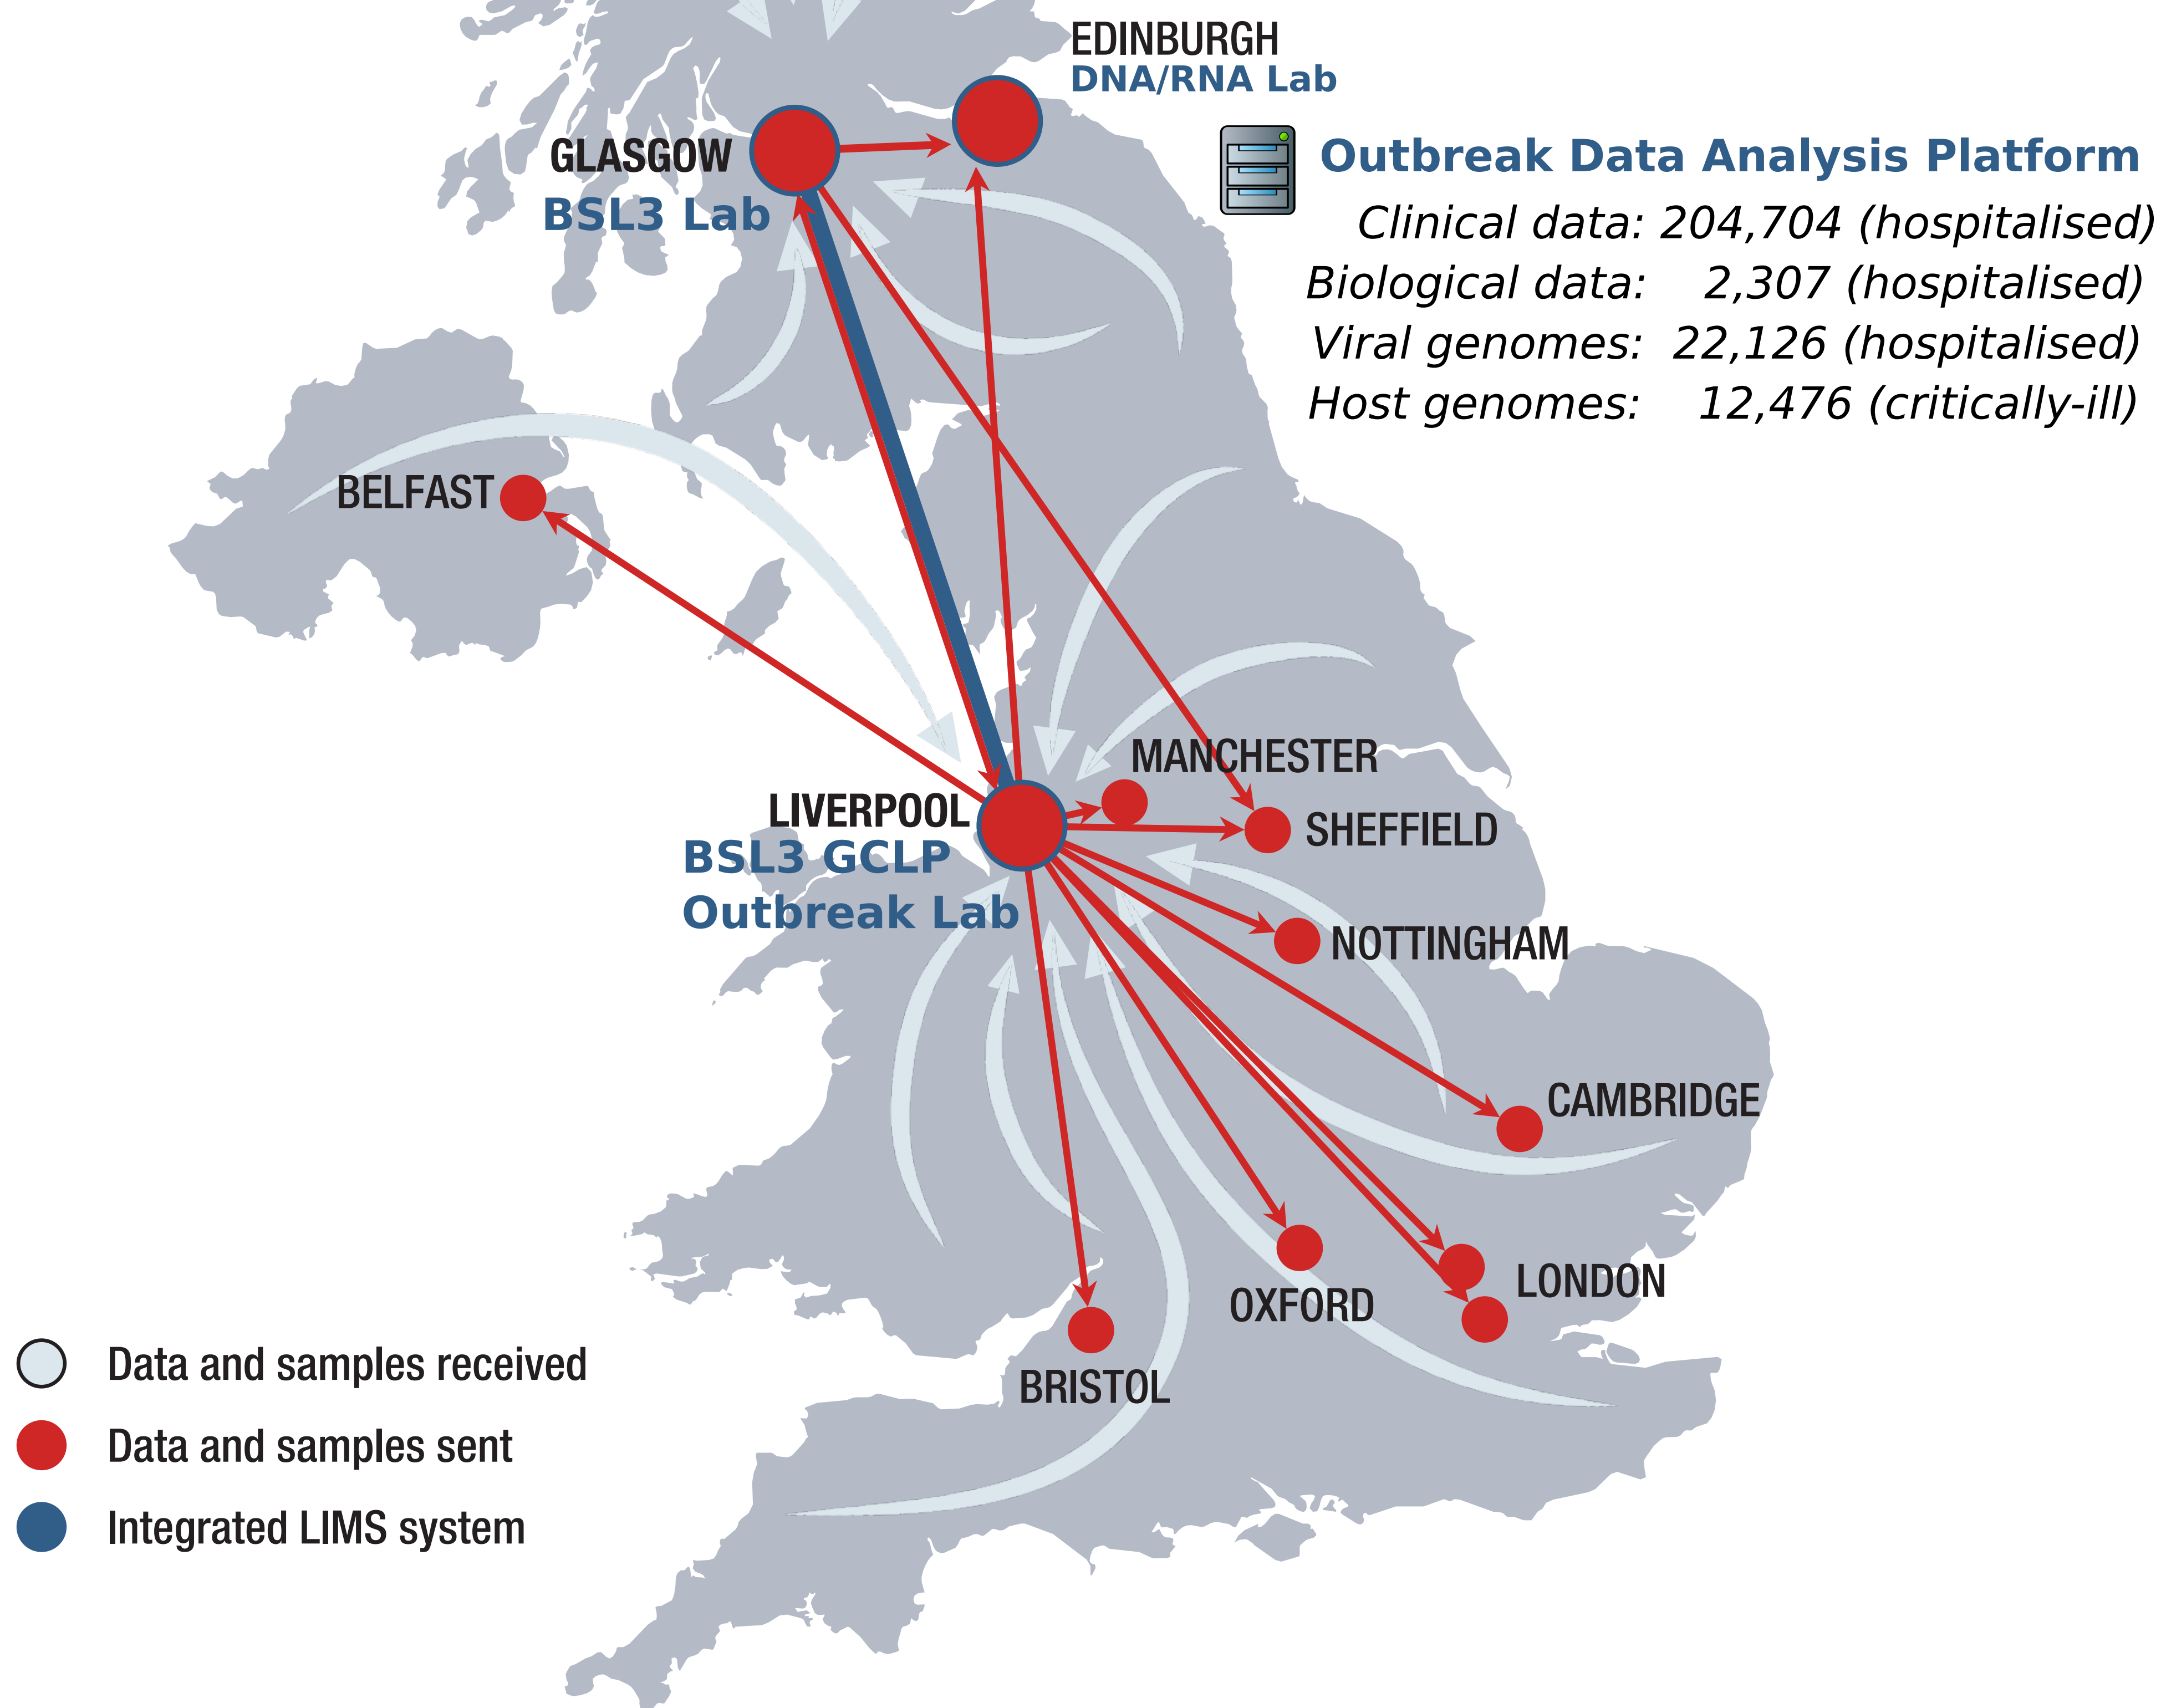 EDINBURGH
DNA/RNA Lab
GLASGOW
BSL3 Lab
Outbreak Data Analysis Platform
Clinical data: 204,704 (hospitalised)
Biological data: 2,307 (hospitalised)
Viral genomes: 22,126 (hospitalised)
Host genomes: 12,476 (critically-ill)
BELFAST
MANCHESTER
LIVERPOOL
BSL3 GCLP
Outbreak Lab
SHEFFIELD
NOTTINGHAM
CAMBRIDGE
LONDON
OXFORD
BRISTOL
Data and samples received
Data and samples sent
Integrated LIMS system